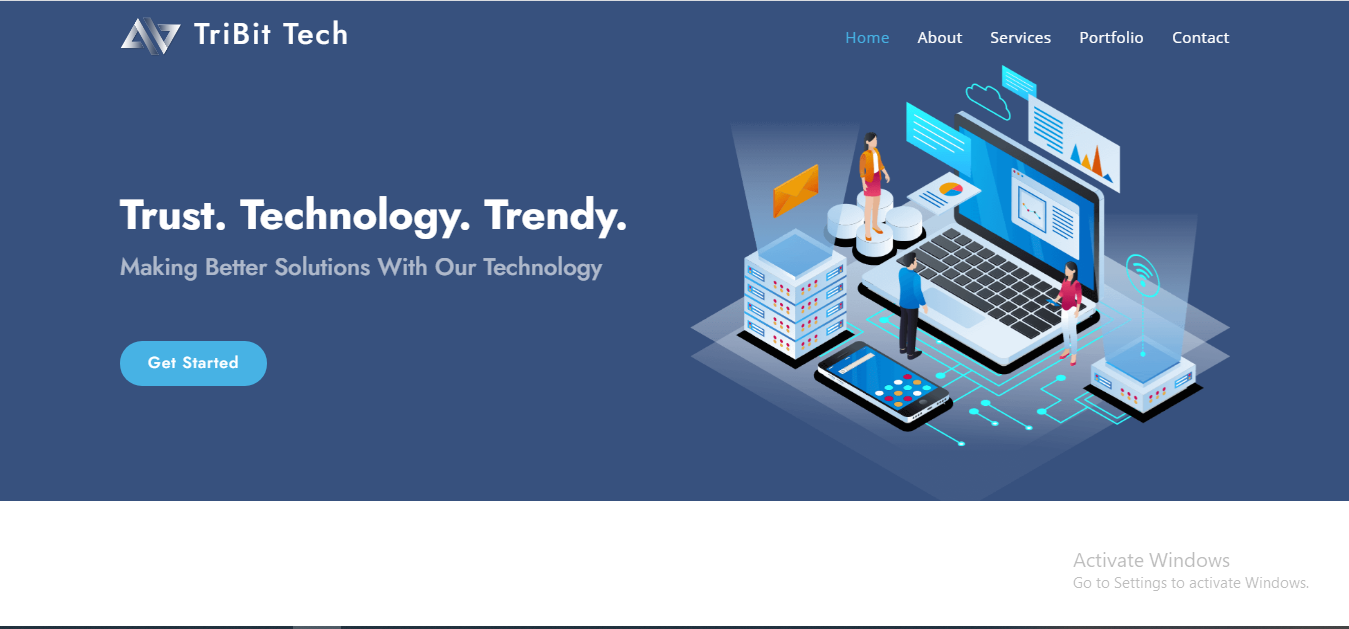 TriBit Tech
Home About Services Portfolio Contact
Trust. Technology. Trendy.
Making Better Solutions With Our Technology
Get Started
Activate Windows
Go to Settings to activate Windows.